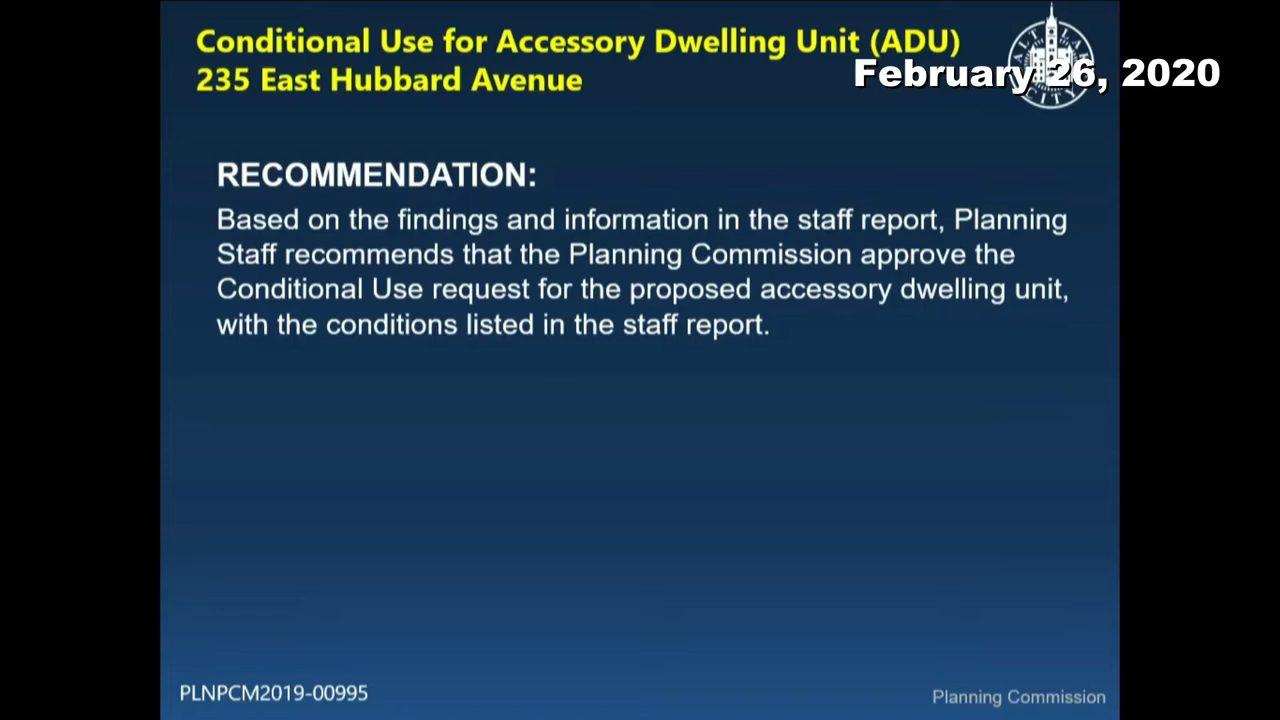 Conditional Use for Accessory Dwelling Unit (ADU)
235 East Hubbard Avenue
February 26, 2020
CITY
RECOMMENDATION:
Based on the findings and information in the staff report, Planning
Staff recommends that the Planning Commission approve the
Conditional Use request for the proposed accessory dwelling unit,
with the conditions listed in the staff report.
PLNPCM2019-00995
Planning Commission